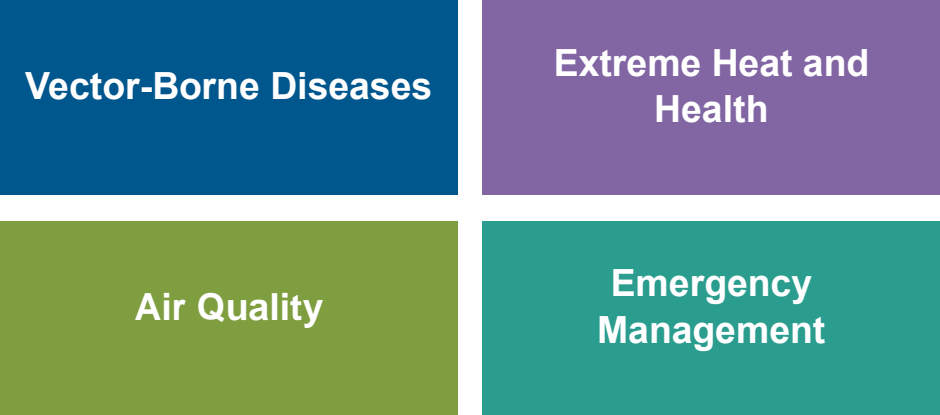 Vector-Borne Diseases
Extreme Heat and
Health
Air Quality
Emergency
Management